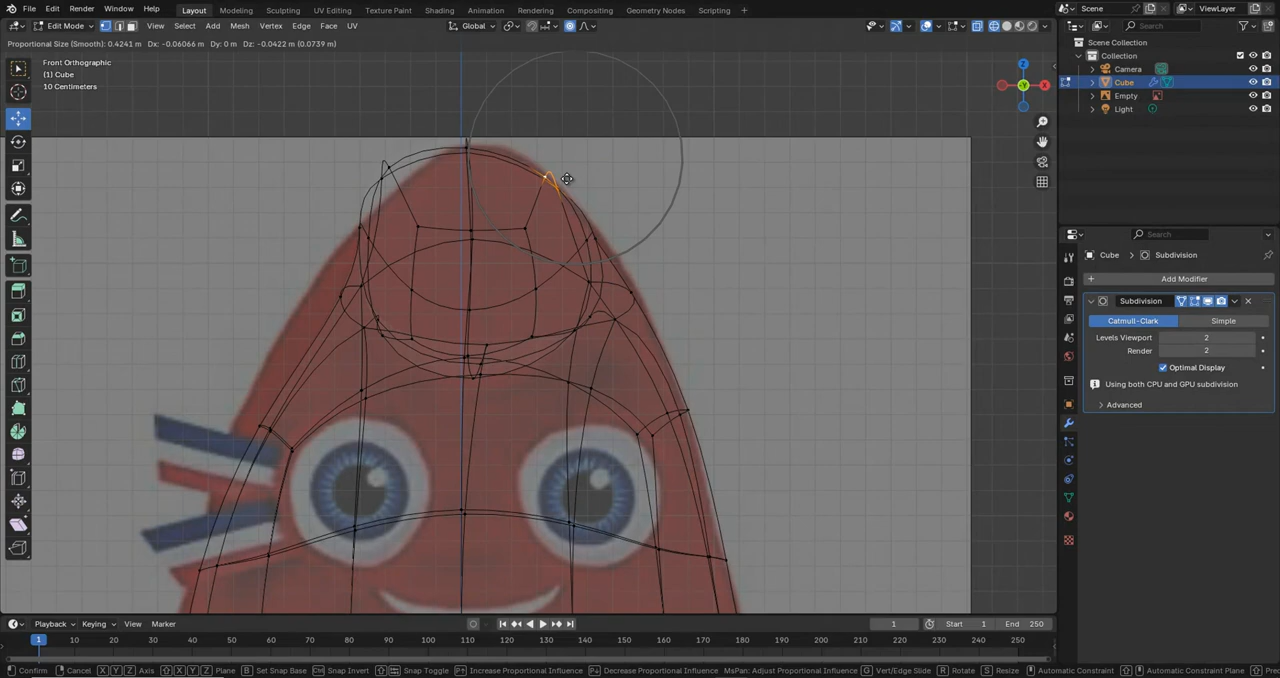 File Edit Render Window Help Layout Modeling Sculpting UV Editing Texture Paint Shading Animation Rendering Compositing Geometry Nodes Scripting + Scene ViewLayer
Edit Mode View Select Add Mesh Vertex Edge Face UV Global Search
Proportional Size (Smooth): 0.4241 m Dx: -0.06066 m Dy: 0 m Dz: -0.0422 m (0.0739 m)
Front Orthographic
(1) Cube
10 Centimeters
Z
X
Y
Scene Collection
Collection
Camera
Cube
Empty
Light
Search
Cube > Subdivision
+ Add Modifier
Subdivision
Catmull-Clark Simple
Levels Viewport 2
Render 2
Optimal Display
Using both CPU and GPU subdivision
Advanced
Playback Keying View Marker 1 Start 1 End 250
1 10 20 30 40 50 60 70 80 90 100 110 120 130 140 150 160 170 180 190 200 210 220 230 240 250
Confirm Cancel X Y Z Axis X Y Z Plane B Set Snap Base Snap Invert Snap Toggle Increase Proportional Influence Decrease Proportional Influence MsPan: Adjust Proportional Influence G Vert/Edge Slide R Rotate S Resize Automatic Constraint Automatic Constraint Plane